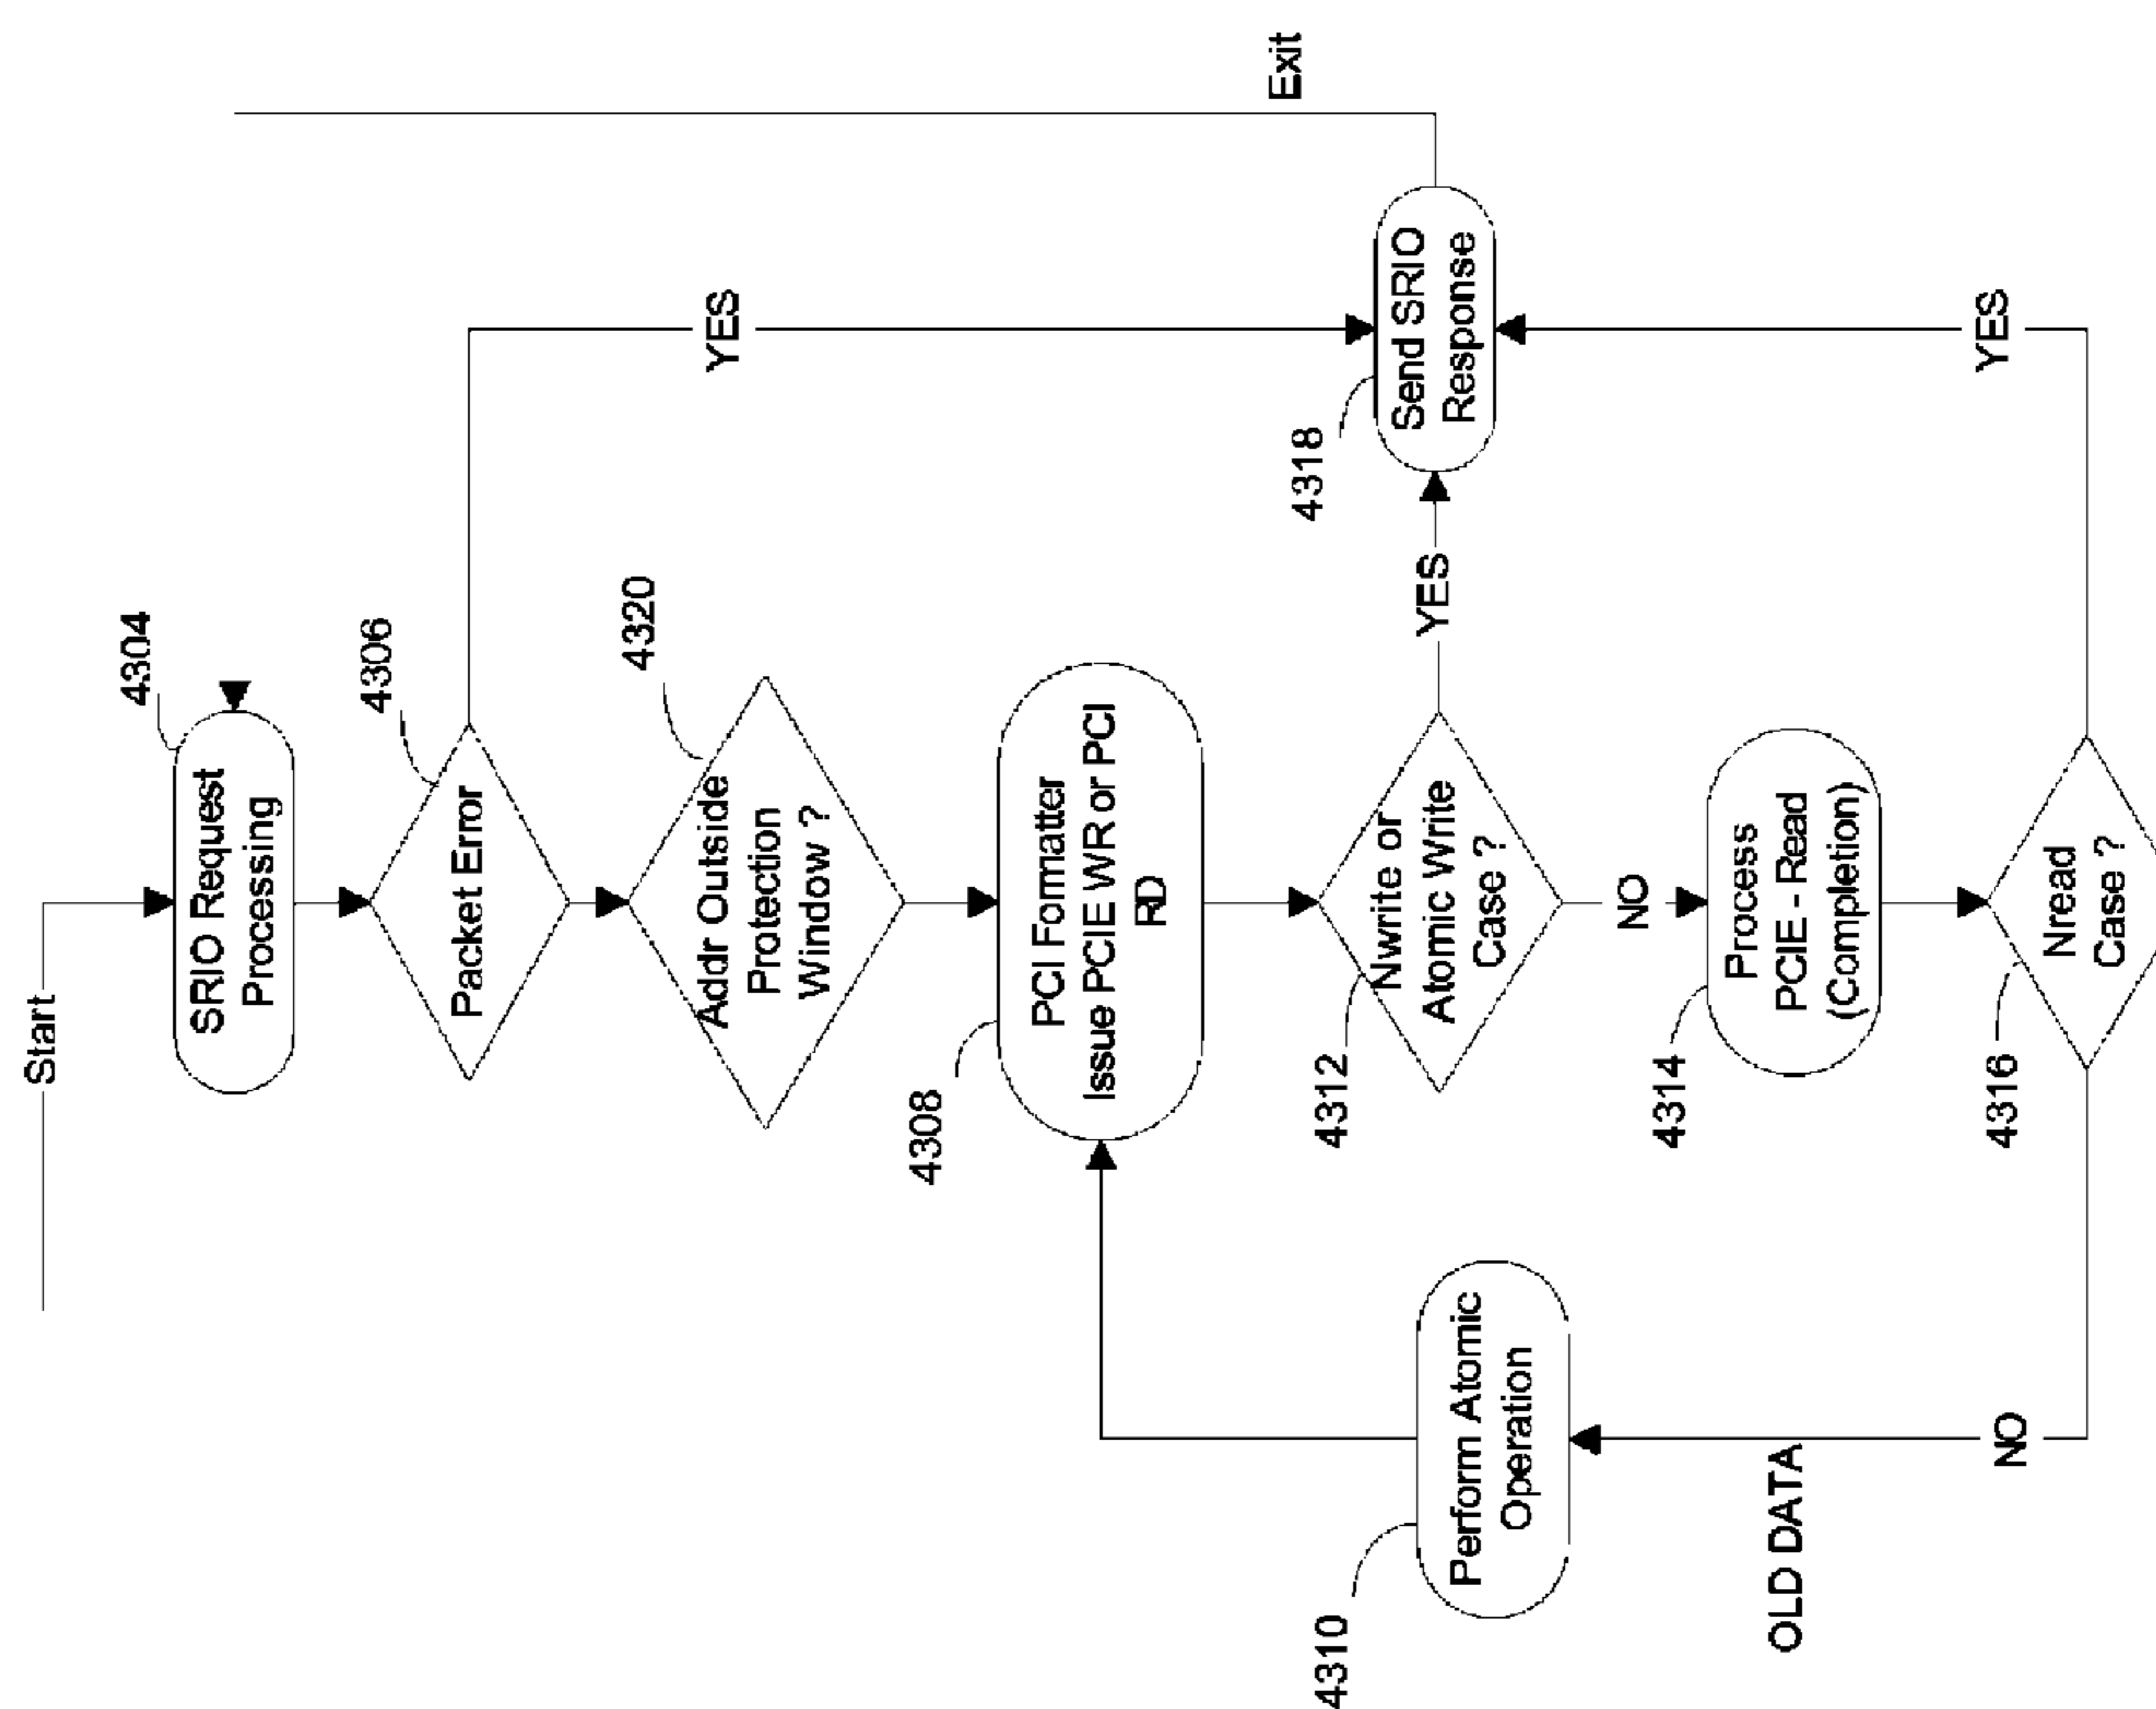 Start
4304
SRIO Request
Processing
4306
Packet Error
YES
4320
Addr Outside
Protection
Window ?
4308
PCI Formatter
Issue PCIE WR or PCI
RD
4312
Nwrite or
Atomic Write
Case ?
YES
4318
Send SRIO
Response
Exit
NO
4314
Process
PCIE - Read
(Completion)
4316
Nread
Case ?
YES
NO
OLD DATA
4310
Perform Atomic
Operation